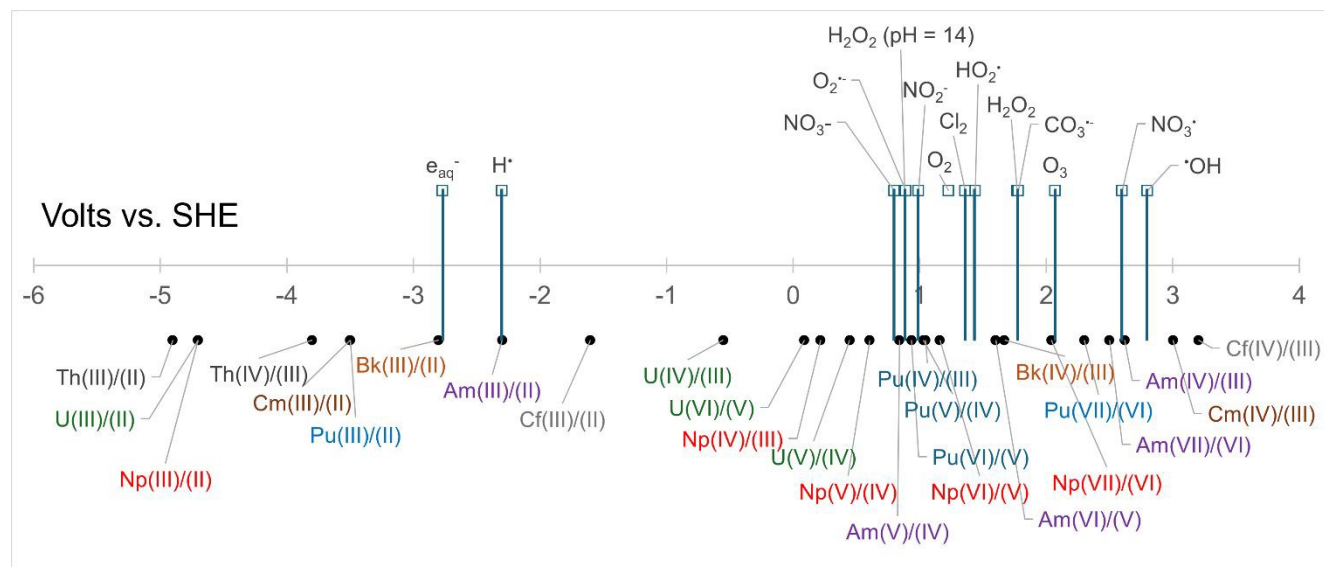 H₂O₂ (pH = 14)
O₂•-
NO₂-
HO₂•
NO₃-
Cl₂
H₂O₂
CO₃•-
NO₃•
eaq-
H•
O₂
O₃
•OH
Volts vs. SHE
-6 -5 -4 -3 -2 -1 0 1 2 3 4
Th(III)/(II)
U(III)/(II)
Np(III)/(II)
Th(IV)/(III)
Cm(III)/(II)
Pu(III)/(II)
Bk(III)/(II)
Am(III)/(II)
Cf(III)/(II)
U(IV)/(III)
U(VI)/(V)
Np(IV)/(III)
U(V)/(IV)
Np(V)/(IV)
Am(V)/(IV)
Pu(IV)/(III)
Pu(V)/(IV)
Pu(VI)/(V)
Np(VI)/(V)
Am(VI)/(V)
Bk(IV)/(III)
Np(VII)/(VI)
Pu(VII)/(VI)
Am(VII)/(VI)
Am(IV)/(III)
Cm(IV)/(III)
Cf(IV)/(III)